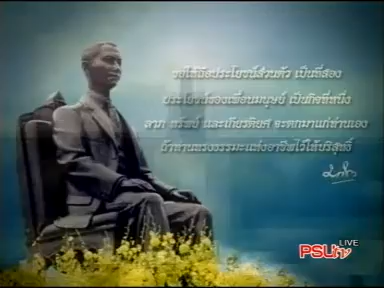 ขอให้ถือประโยชน์ส่วนตัว เป็นที่สอง
ประโยชน์ของเพื่อนมนุษย์ เป็นกิจที่หนึ่ง
ลาภ ทรัพย์ และเกียรติยศ จะตกมาแก่ท่านเอง
ถ้าท่านทรงธรรมะแห่งอาชีพไว้ให้บริสุทธิ์
LIVE
PSUtv